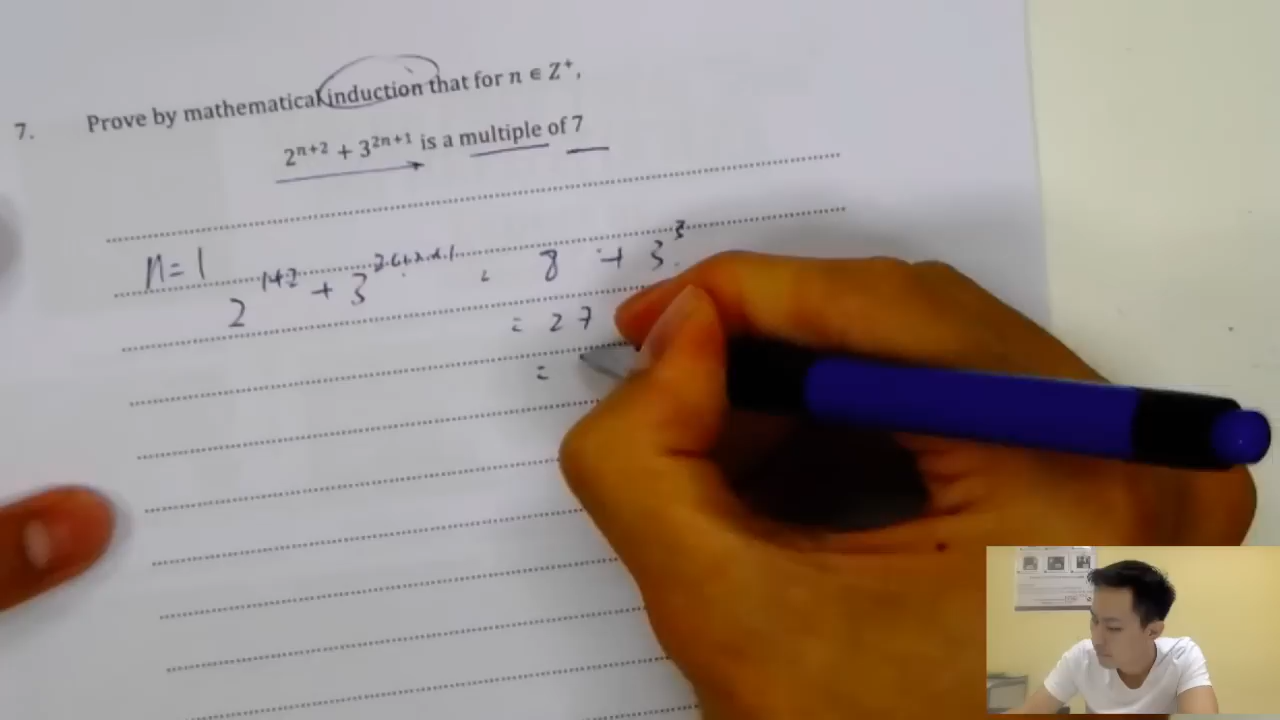 7. Prove by mathematical induction that for n ∈ Z⁺,
2ⁿ⁺² + 3²ⁿ⁺¹ is a multiple of 7
n=1
2¹⁺² + 3 = 8 + 3³
= 27
=